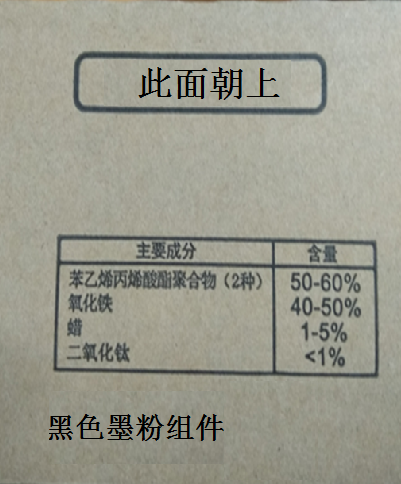 此面朝上
主要成分 含量
苯乙烯丙烯酸酯聚合物（2种） 50-60%
氧化铁 40-50%
蜡 1-5%
二氧化钛 <1%
黑色墨粉组件